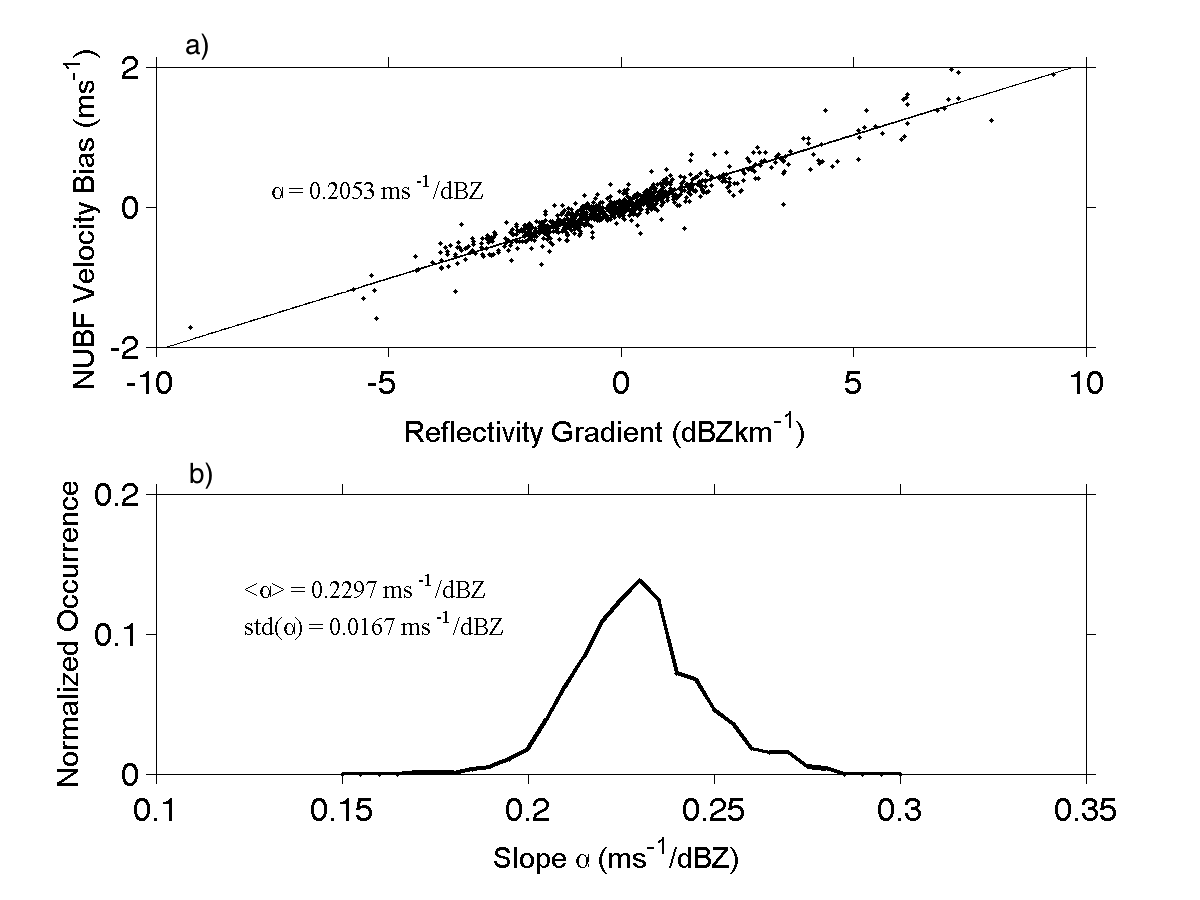 a)
NUBF Velocity Bias (ms⁻¹)
2
0
-2
α = 0.2053 ms⁻¹/dBZ
-10 -5 0 5 10
Reflectivity Gradient (dBZkm⁻¹)
b)
Normalized Occurrence
0.2
0.1
0
<α> = 0.2297 ms⁻¹/dBZ
std(α) = 0.0167 ms⁻¹/dBZ
0.1 0.15 0.2 0.25 0.3 0.35
Slope α (ms⁻¹/dBZ)